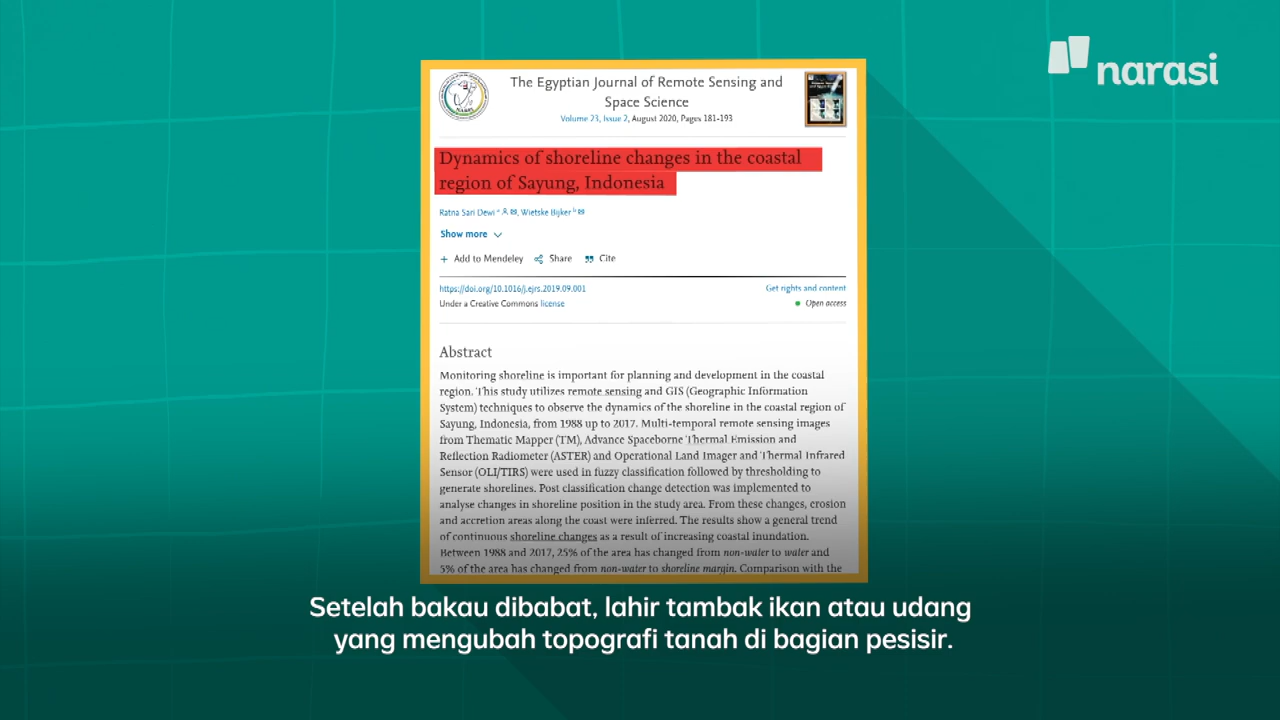 narasi
The Egyptian Journal of Remote Sensing and
Space Science
Volume 23, Issue 2, August 2020, Pages 181-193
Dynamics of shoreline changes in the coastal
region of Sayung, Indonesia
Ratna Sari Dewi a, Wietske Bijker b
Show more
Add to Mendeley Share Cite
https://doi.org/10.1016/j.ejrs.2019.09.001 Get rights and content
Under a Creative Commons license Open access
Abstract
Monitoring shoreline is important for planning and development in the coastal
region. This study utilizes remote sensing and GIS (Geographic Information
System) techniques to observe the dynamics of the shoreline in the coastal region of
Sayung, Indonesia, from 1988 up to 2017. Multi-temporal remote sensing images
from Thematic Mapper (TM), Advance Spaceborne Thermal Emission and
Reflection Radiometer (ASTER) and Operational Land Imager and Thermal Infrared
Sensor (OLI/TIRS) were used in fuzzy classification followed by thresholding to
generate shorelines. Post classification change detection was implemented to
analyse changes in shoreline position in the study area. From these changes, erosion
and accretion areas along the coast were inferred. The results show a general trend
of continuous shoreline changes as a result of increasing coastal inundation.
Between 1988 and 2017, 25% of the area has changed from non-water to water and
5% of the area has changed from non-water to shoreline margin. Comparison with the
Setelah bakau dibabat, lahir tambak ikan atau udang
yang mengubah topografi tanah di bagian pesisir.